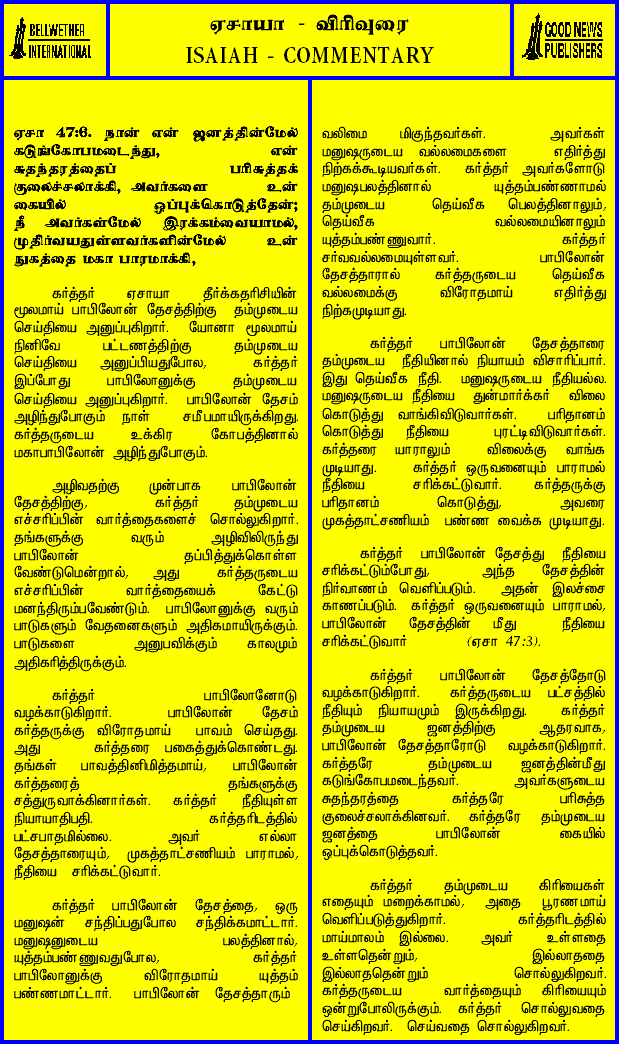 BELLWETHER
INTERNATIONAL
ஏசாயா - விரிவுரை
ISAIAH - COMMENTARY
GOOD NEWS
PUBLISHERS
ஏசா 47:6. நான் என் ஜனத்தின்மேல்
கடுங்கோபமடைந்து, என்
சுதந்தரத்தைப் பரிசுத்தக்
குலைச்சலாக்கி, அவர்களை உன்
கையில் ஒப்புக்கொடுத்தேன்;
நீ அவர்கள்மேல் இரக்கம்வையாமல்,
முதிர்வயதுள்ளவர்களின்மேல் உன்
நுகத்தை மகா பாரமாக்கி,
கர்த்தர் ஏசாயா தீர்க்கதரிசியின்
மூலமாய் பாபிலோன் தேசத்திற்கு தம்முடைய
செய்தியை அனுப்புகிறார். யோனா மூலமாய்
நினிவே பட்டணத்திற்கு தம்முடைய
செய்தியை அனுப்பியதுபோல, கர்த்தர்
இப்போது பாபிலோனுக்கு தம்முடைய
செய்தியை அனுப்புகிறார். பாபிலோன் தேசம்
அழிந்துபோகும் நாள் சமீபமாயிருக்கிறது.
கர்த்தருடைய உக்கிர கோபத்தினால்
மகாபாபிலோன் அழிந்துபோகும்.
அழிவதற்கு முன்பாக பாபிலோன்
தேசத்திற்கு, கர்த்தர் தம்முடைய
எச்சரிப்பின் வார்த்தைகளைச் சொல்லுகிறார்.
தங்களுக்கு வரும் அழிவிலிருந்து
பாபிலோன் தப்பித்துக்கொள்ள
வேண்டுமென்றால், அது கர்த்தருடைய
எச்சரிப்பின் வார்த்தையைக் கேட்டு
மனந்திரும்பவேண்டும். பாபிலோனுக்கு வரும்
பாடுகளும் வேதனைகளும் அதிகமாயிருக்கும்.
பாடுகளை அனுபவிக்கும் காலமும்
அதிகரித்திருக்கும்.
கர்த்தர் பாபிலோனோடு
வழக்காடுகிறார். பாபிலோன் தேசம்
கர்த்தருக்கு விரோதமாய் பாவம் செய்தது.
அது கர்த்தரை பகைத்துக்கொண்டது.
தங்கள் பாவத்தினிமித்தமாய், பாபிலோன்
கர்த்தரைத் தங்களுக்கு
சத்துருவாக்கினார்கள். கர்த்தர் நீதியுள்ள
நியாயாதிபதி. கர்த்தரிடத்தில்
பட்சபாதமில்லை. அவர் எல்லா
தேசத்தாரையும், முகத்தாட்சணியம் பாராமல்,
நீதியை சரிக்கட்டுவார்.
கர்த்தர் பாபிலோன் தேசத்தை, ஒரு
மனுஷன் சந்திப்பதுபோல சந்திக்கமாட்டார்.
மனுஷனுடைய பலத்தினால்,
யுத்தம்பண்ணுவதுபோல, கர்த்தர்
பாபிலோனுக்கு விரோதமாய் யுத்தம்
பண்ணமாட்டார். பாபிலோன் தேசத்தாரும்
வலிமை மிகுந்தவர்கள். அவர்கள்
மனுஷருடைய வல்லமைகளை எதிர்த்து
நிற்கக்கூடியவர்கள். கர்த்தர் அவர்களோடு
மனுஷபலத்தினால் யுத்தம்பண்ணாமல்
தம்முடைய தெய்வீக பெலத்தினாலும்,
தெய்வீக வல்லமையினாலும்
யுத்தம்பண்ணுவார். கர்த்தர்
சர்வவல்லமையுள்ளவர். பாபிலோன்
தேசத்தாரால் கர்த்தருடைய தெய்வீக
வல்லமைக்கு விரோதமாய் எதிர்த்து
நிற்கமுடியாது.
கர்த்தர் பாபிலோன் தேசத்தாரை
தம்முடைய நீதியினால் நியாயம் விசாரிப்பார்.
இது தெய்வீக நீதி. மனுஷருடைய நீதியல்ல.
மனுஷருடைய நீதியை துன்மார்க்கர் விலை
கொடுத்து வாங்கிவிடுவார்கள். பரிதானம்
கொடுத்து நீதியை புரட்டிவிடுவார்கள்.
கர்த்தரை யாராலும் விலைக்கு வாங்க
முடியாது. கர்த்தர் ஒருவனையும் பாராமல்
நீதியை சரிக்கட்டுவார். கர்த்தருக்கு
பரிதானம் கொடுத்து, அவரை
முகத்தாட்சணியம் பண்ண வைக்க முடியாது.
கர்த்தர் பாபிலோன் தேசத்து நீதியை
சரிக்கட்டும்போது, அந்த தேசத்தின்
நிர்வாணம் வெளிப்படும். அதன் இலச்சை
காணப்படும். கர்த்தர் ஒருவனையும் பாராமல்,
பாபிலோன் தேசத்தின் மீது நீதியை
சரிக்கட்டுவார் (ஏசா 47:3).
கர்த்தர் பாபிலோன் தேசத்தோடு
வழக்காடுகிறார். கர்த்தருடைய பட்சத்தில்
நீதியும் நியாயமும் இருக்கிறது. கர்த்தர்
தம்முடைய ஜனத்திற்கு ஆதரவாக,
பாபிலோன் தேசத்தாரோடு வழக்காடுகிறார்.
கர்த்தரே தம்முடைய ஜனத்தின்மீது
கடுங்கோபமடைந்தவர். அவர்களுடைய
சுதந்தரத்தை கர்த்தரே பரிசுத்த
குலைச்சலாக்கினவர். கர்த்தரே தம்முடைய
ஜனத்தை பாபிலோன் கையில்
ஒப்புக்கொடுத்தவர்.
கர்த்தர் தம்முடைய கிரியைகள்
எதையும் மறைக்காமல், அதை பூரணமாய்
வெளிப்படுத்துகிறார். கர்த்தரிடத்தில்
மாய்மாலம் இல்லை. அவர் உள்ளதை
உள்ளதென்றும், இல்லாததை
இல்லாததென்றும் சொல்லுகிறவர்.
கர்த்தருடைய வார்த்தையும் கிரியையும்
ஒன்றுபோலிருக்கும். கர்த்தர் சொல்லுவதை
செய்கிறவர். செய்வதை சொல்லுகிறவர்.